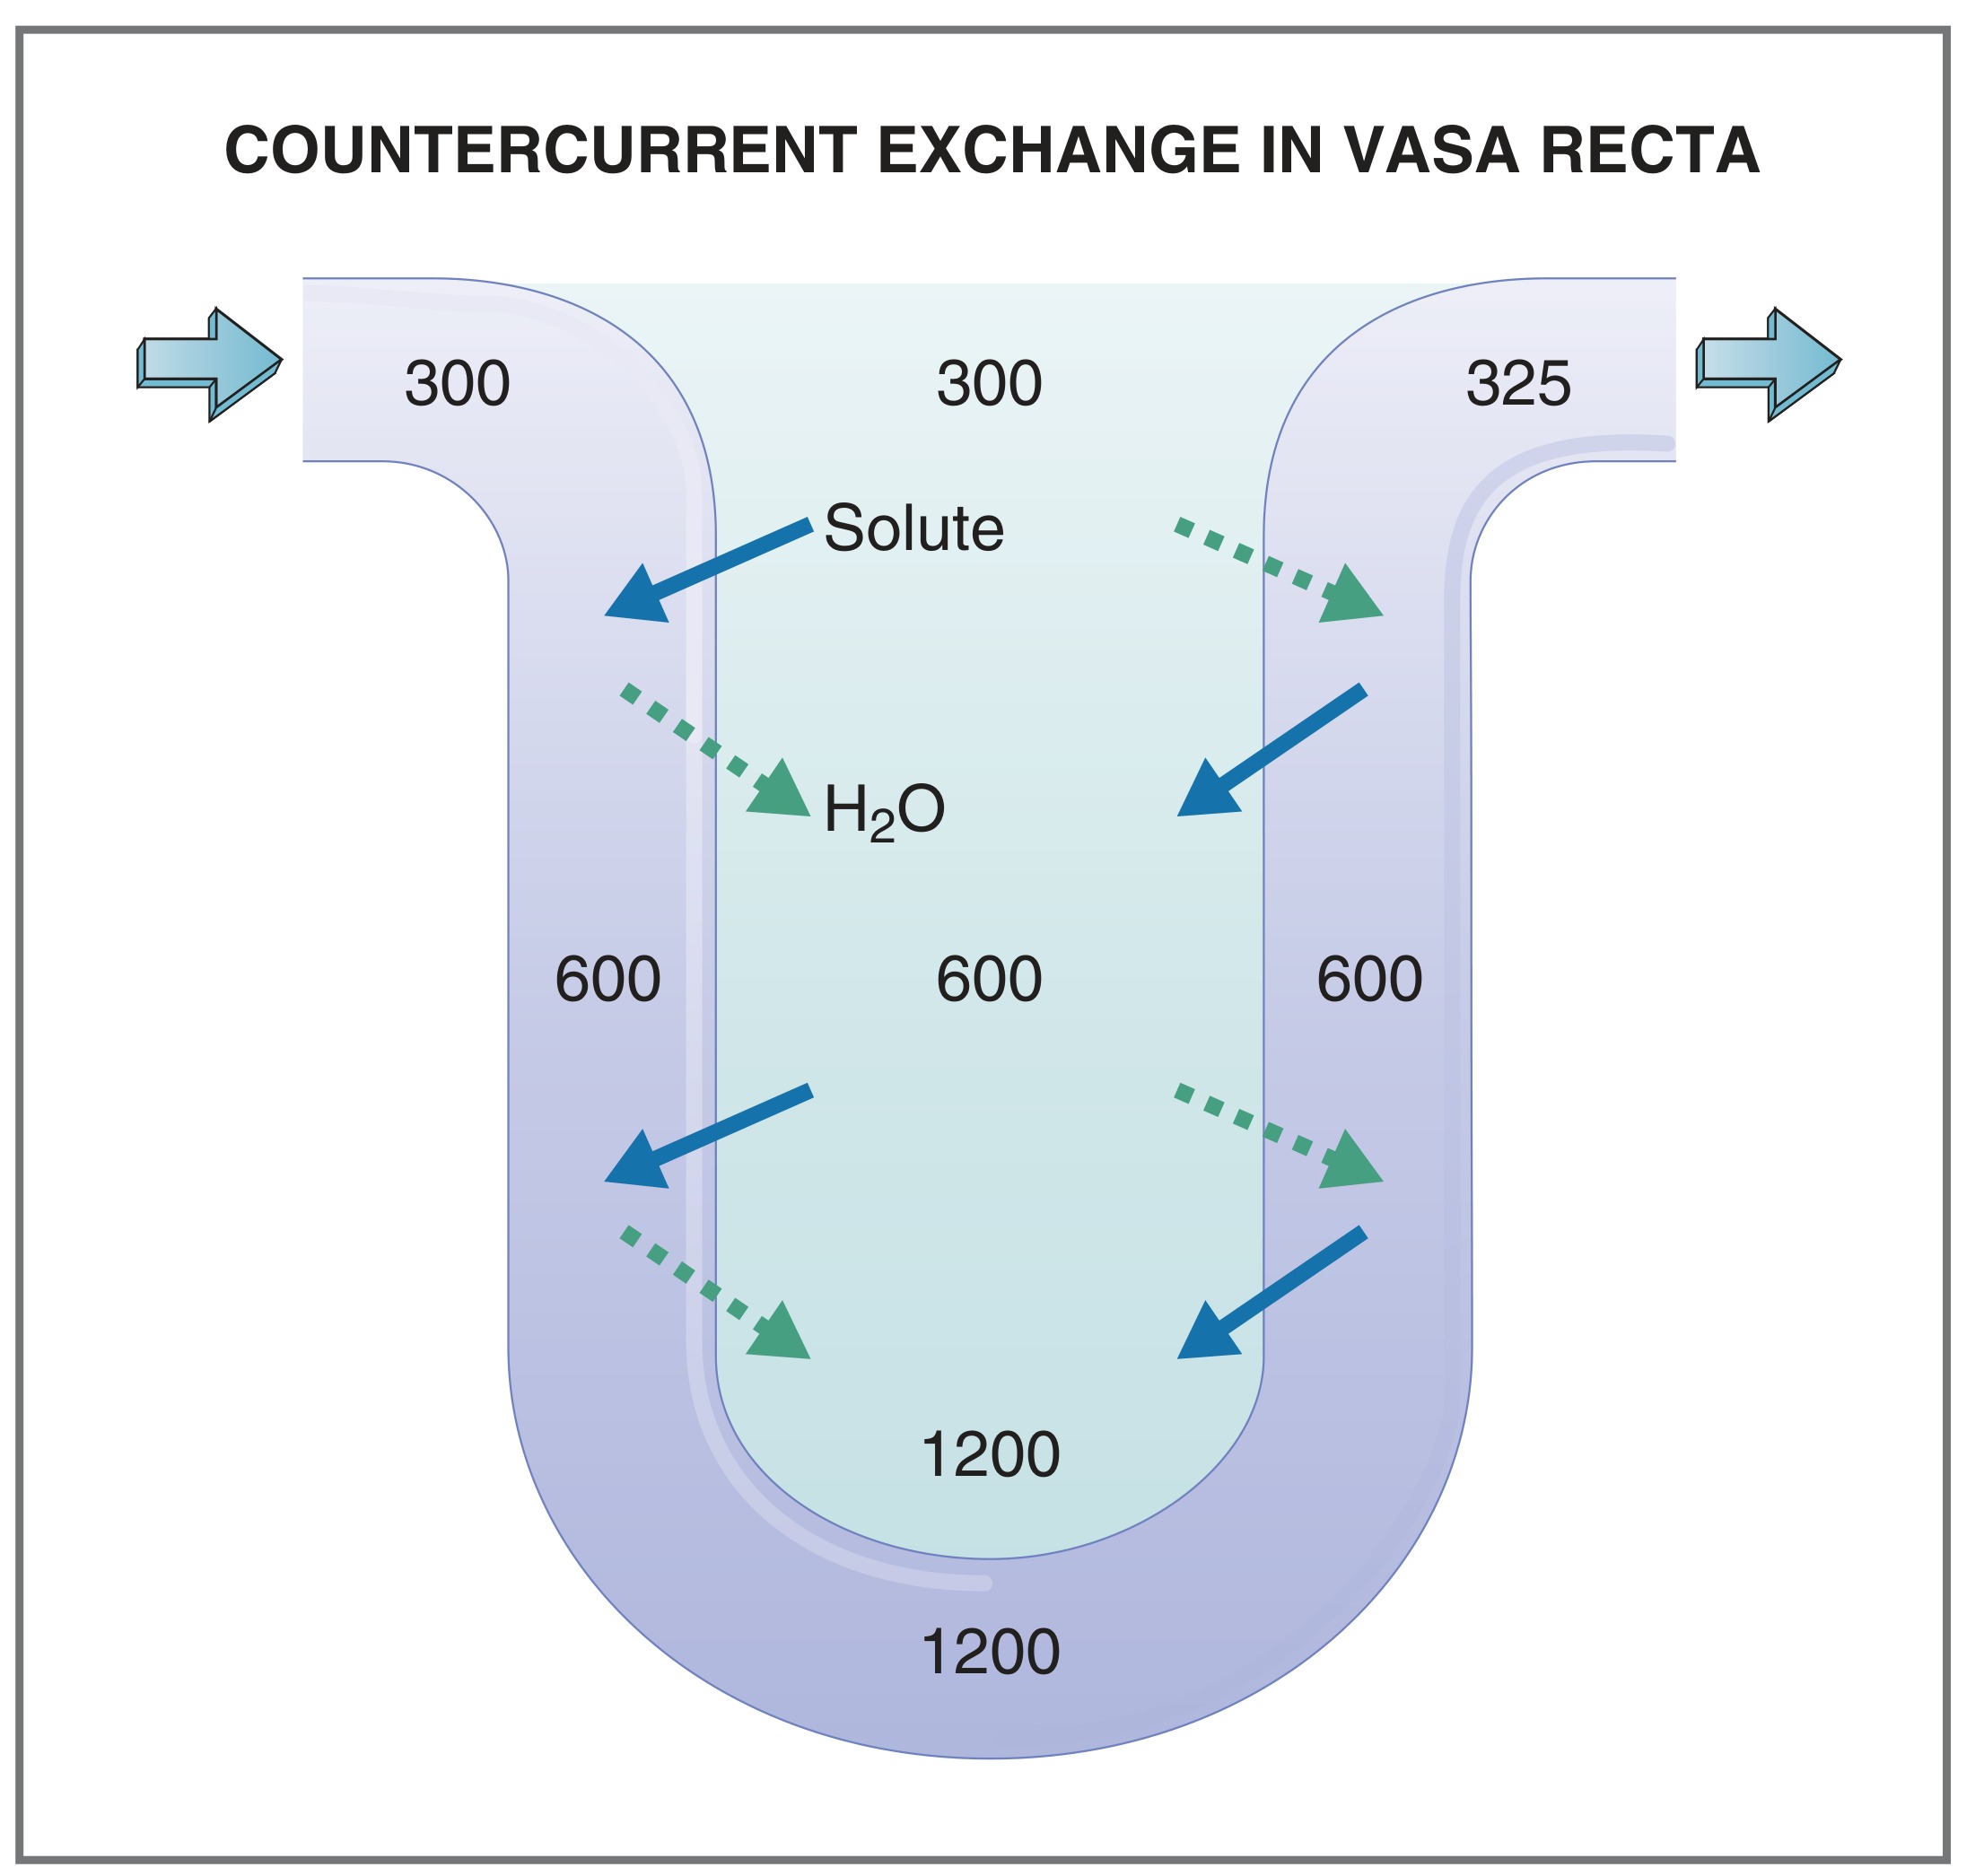 COUNTERCURRENT EXCHANGE IN VASA RECTA
300 300 325
Solute
H₂O
600 600 600
1200
1200